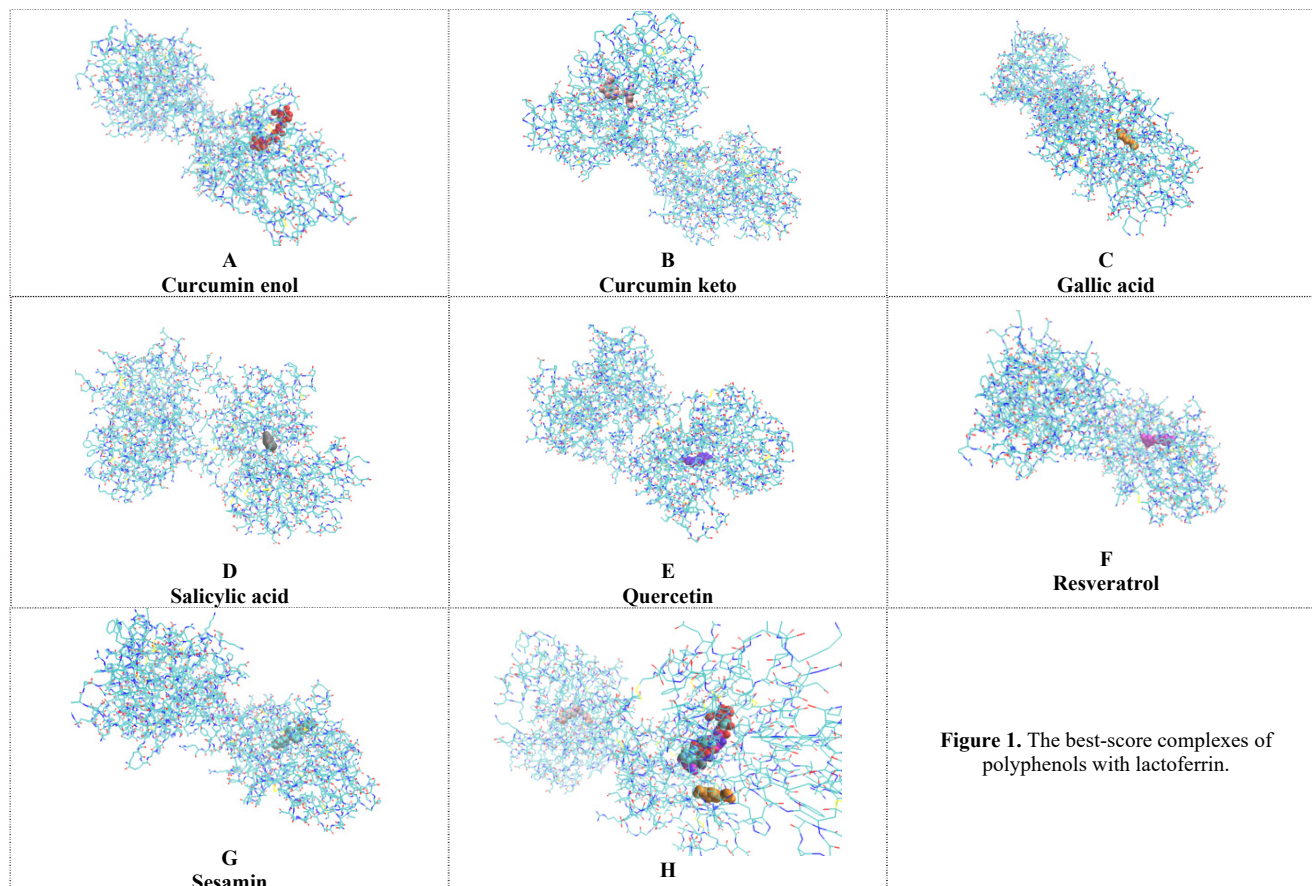 A
Curcumin enol
B
Curcumin keto
C
Gallic acid
D
Salicylic acid
E
Quercetin
F
Resveratrol
G
Sesamin
H
Figure 1. The best-score complexes of
polyphenols with lactoferrin.